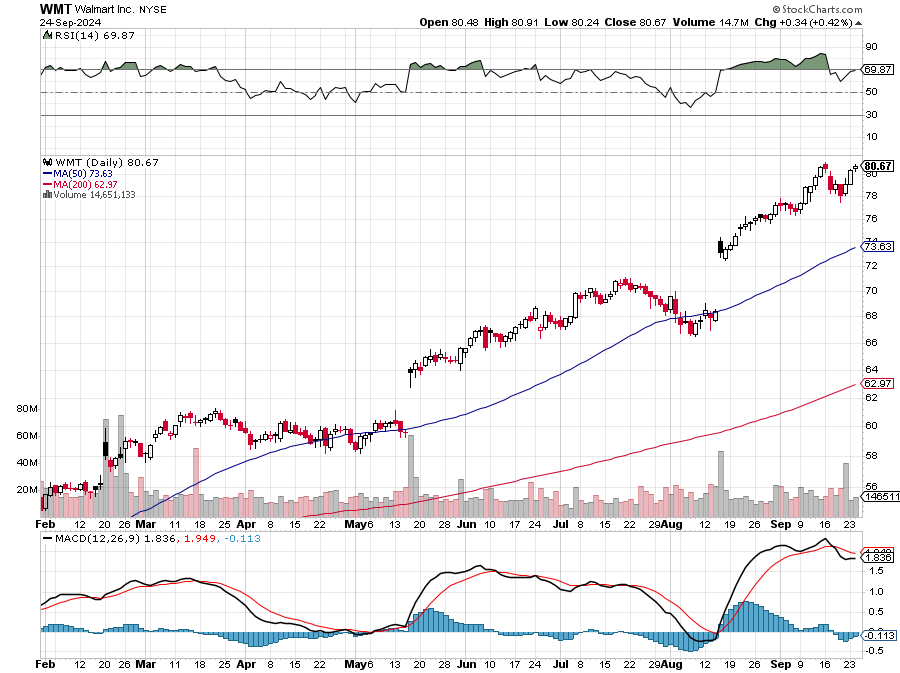 WMT Walmart Inc. NYSE © StockCharts.com
24-Sep-2024 Open 80.48 High 80.91 Low 80.24 Close 80.67 Volume 14.7M Chg +0.34 (+0.42%)
RSI(14) 69.87
90
69.87
50
30
10
WMT (Daily) 80.67
MA(50) 73.63
MA(200) 62.97
Volume 14,651,133
80.67
80
78
76
74
73.63
72
70
68
66
64
62.97
62
60
58
56
14651133
80M
60M
40M
20M
Feb 12 20 26 Mar 11 18 25 Apr 8 15 22 May 6 13 20 28 Jun 10 17 24 Jul 8 15 22 29 Aug 12 19 26 Sep 9 16 23
MACD(12,26,9) 1.836, 1.949, -0.113
1.949
1.836
1.5
1.0
0.5
-0.113
-0.5
Feb 12 20 26 Mar 11 18 25 Apr 8 15 22 May 6 13 20 28 Jun 10 17 24 Jul 8 15 22 29 Aug 12 19 26 Sep 9 16 23